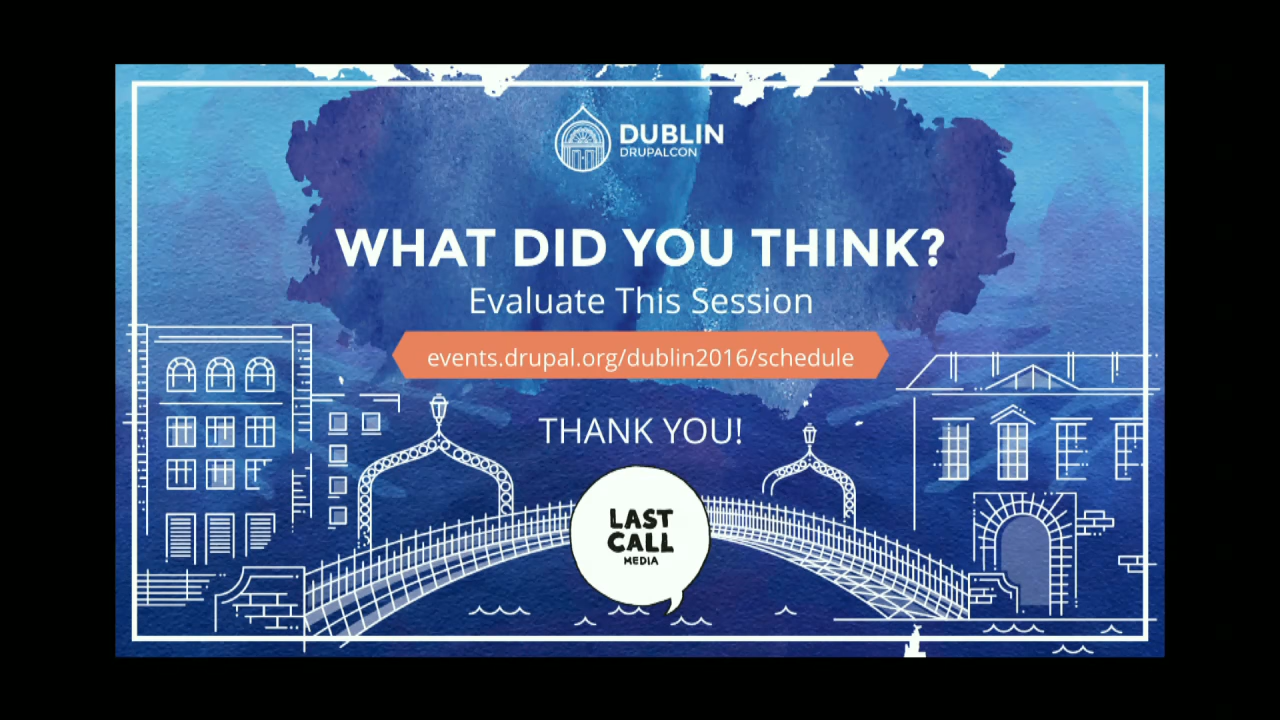 DUBLIN
DRUPALCON
WHAT DID YOU THINK?
Evaluate This Session
events.drupal.org/dublin2016/schedule
THANK YOU!
LAST
CALL
MEDIA